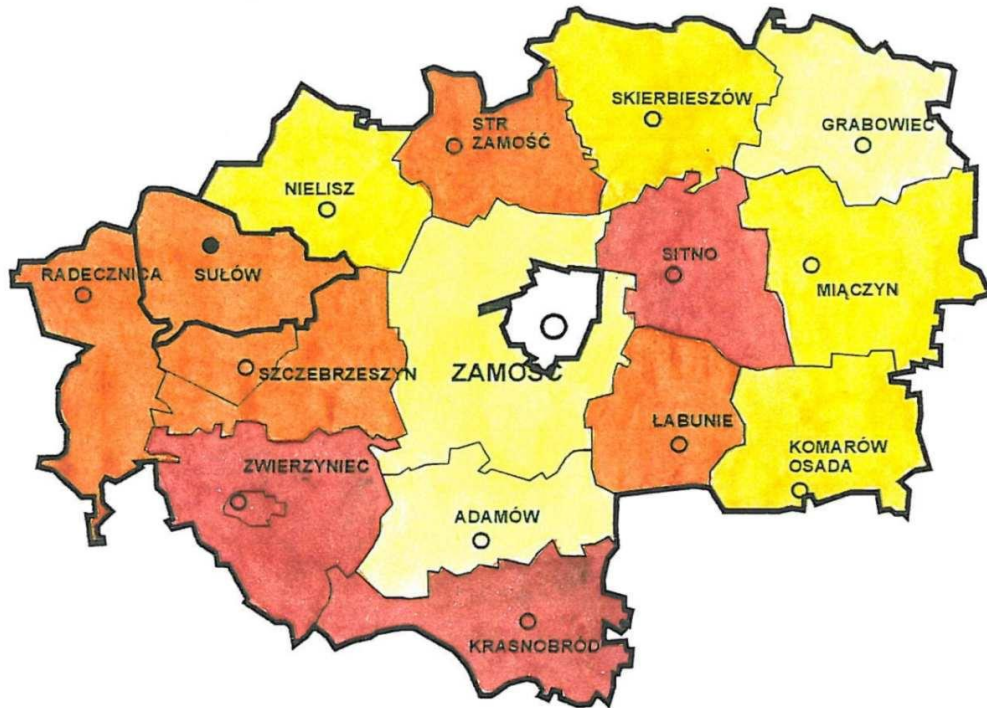 SKIERBIESZÓW
GRABOWIEC
STR
ZAMOŚĆ
NIELISZ
RADECZNICA
SUŁÓW
SITNO
MIĄCZYN
SZCZEBRZESZYN
ZAMOŚĆ
ŁABUNIE
KOMARÓW
OSADA
ZWIERZYNIEC
ADAMÓW
KRASNOBRÓD